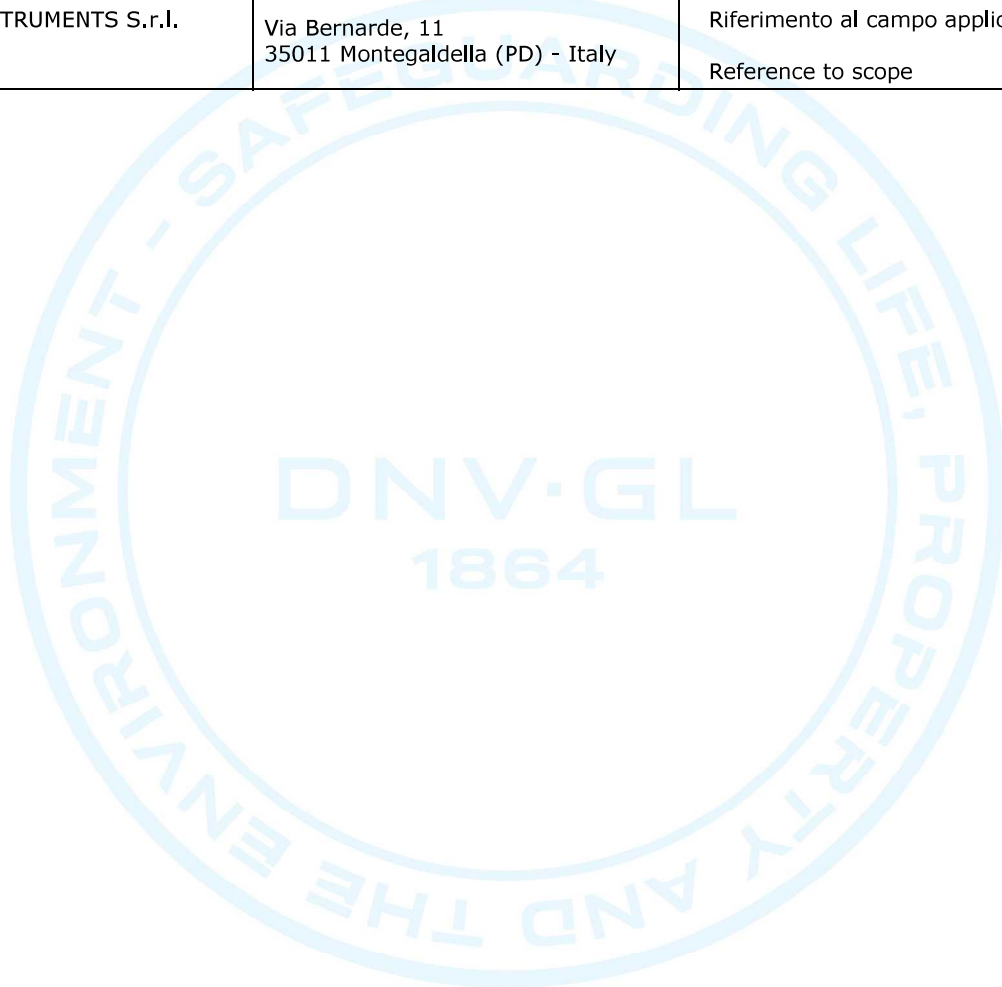 TRUMENTS S.r.l.
Via Bernarde, 11
35011 Montegaldella (PD) - Italy
Riferimento al campo applic
Reference to scope
SAFEGUARDING LIFE, PROPERTY AND THE ENVIRONMENT -
DNV·GL
1864